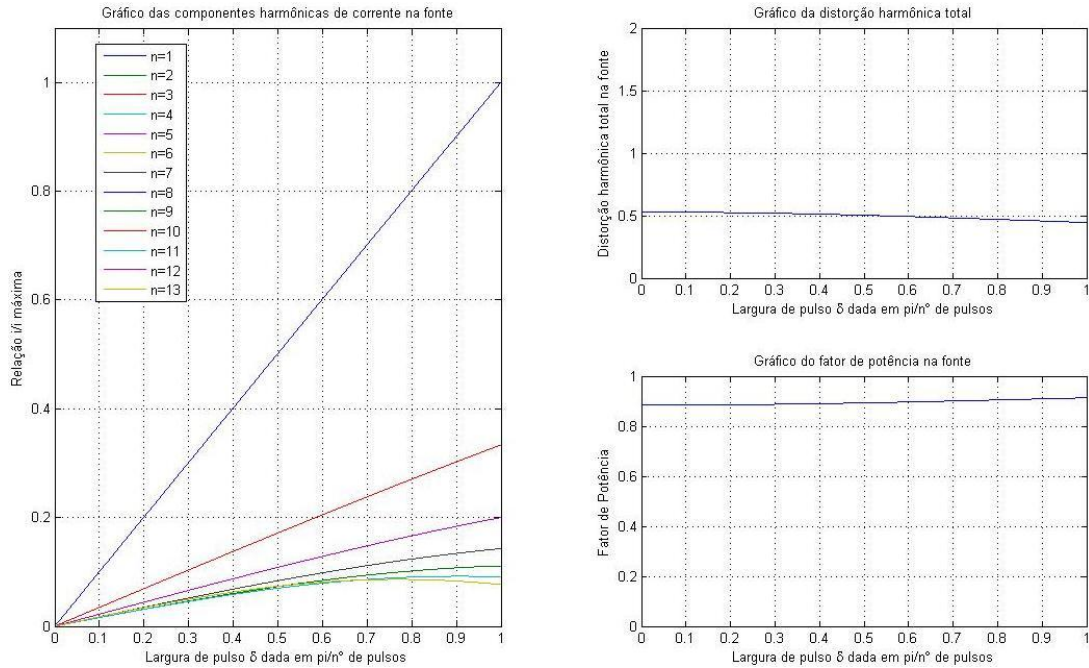 Gráfico das componentes harmônicas de corrente na fonte
Relação i/i máxima
1
0.8
0.6
0.4
0.2
0
n=1
n=2
n=3
n=4
n=5
n=6
n=7
n=8
n=9
n=10
n=11
n=12
n=13
0 0.1 0.2 0.3 0.4 0.5 0.6 0.7 0.8 0.9 1
Largura de pulso δ dada em pi/nº de pulsos
Gráfico da distorção harmônica total
Distorção harmônica total na fonte
2
1.5
1
0.5
0
0 0.1 0.2 0.3 0.4 0.5 0.6 0.7 0.8 0.9 1
Largura de pulso δ dada em pi/nº de pulsos
Gráfico do fator de potência na fonte
Fator de Potência
1
0.8
0.6
0.4
0.2
0
0 0.1 0.2 0.3 0.4 0.5 0.6 0.7 0.8 0.9 1
Largura de pulso δ dada em pi/nº de pulsos